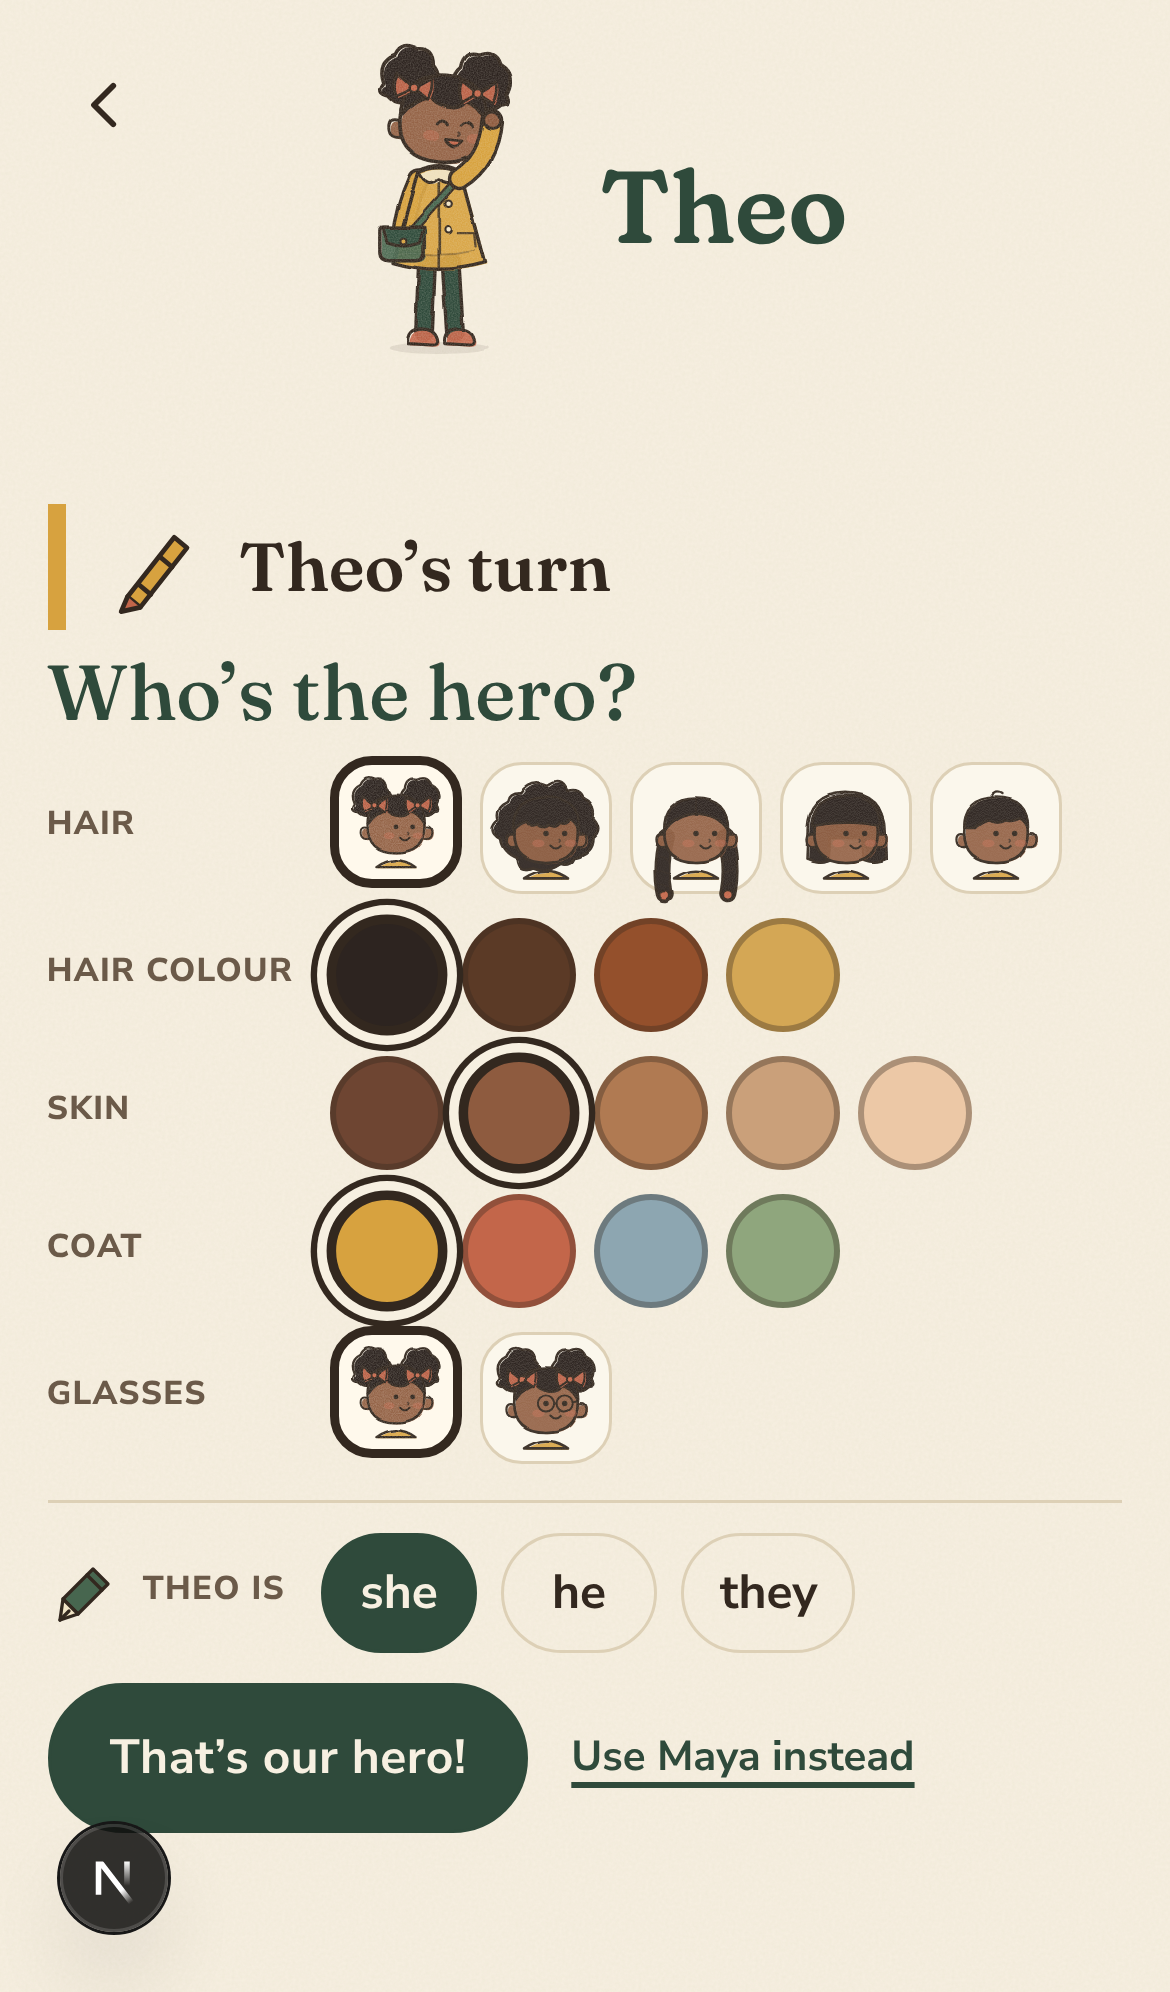 Theo
Theo’s turn
Who’s the hero?
HAIR
HAIR COLOUR
SKIN
COAT
GLASSES
THEO IS she he they
That’s our hero! Use Maya instead
N